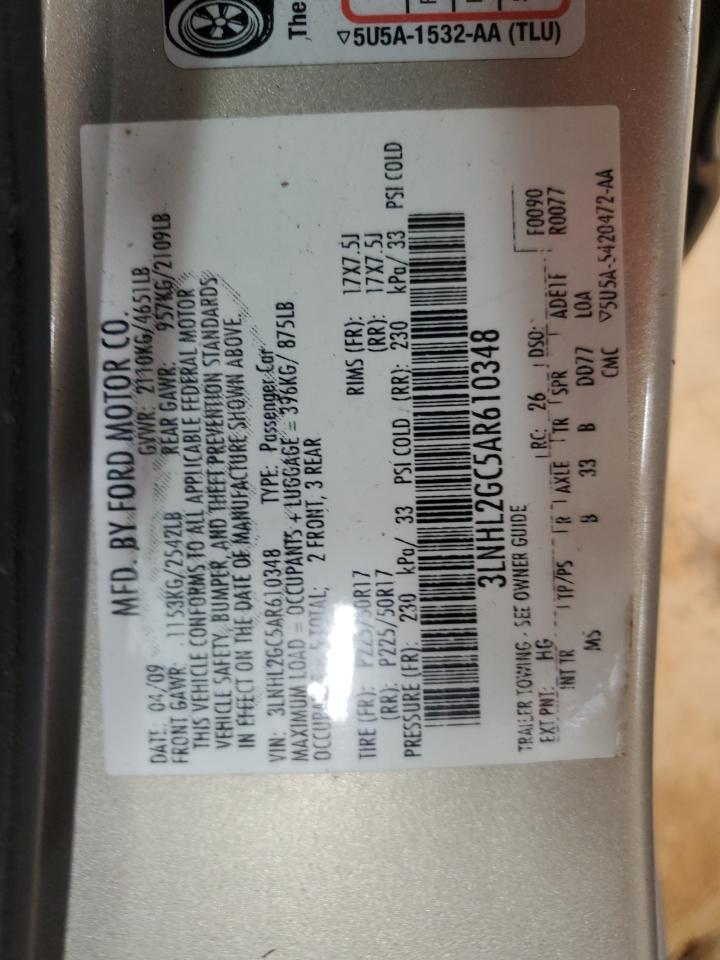 The
▽5U5A-1532-AA (TLU)
MFD. BY FORD MOTOR CO.
DATE: 04/09 GVWR: 2110KG/4651LB
FRONT GAWR: 1153KG/2542LB REAR GAWR: 957KG/2109LB
THIS VEHICLE CONFORMS TO ALL APPLICABLE FEDERAL MOTOR
VEHICLE SAFETY, BUMPER, AND THEFT PREVENTION STANDARDS
IN EFFECT ON THE DATE OF MANUFACTURE SHOWN ABOVE.
VIN: 3LNHL2GC5AR610348 TYPE: Passenger Car
MAXIMUM LOAD = OCCUPANTS + LUGGAGE = 396KG/ 875LB
5 TOTAL; 2 FRONT, 3 REAR
TIRE (FR): P225/50R17 RIMS (FR): 17X7.5J
(RR): P225/50R17 (RR): 17X7.5J
PRESSURE (FR): 230 kPa/ 33 PSI COLD (RR): 230 kPa/ 33 PSI COLD
3LNHL2GC5AR610348
TRAILER TOWING - SEE OWNER GUIDE
EXT PNT: HG RC: 26 DSO: F0090
INT TR TP/PS R AXLE TR SPR ADE1F R0077
MS B 33 B DD77 LOA
CMC ▽5U5A-5420472-AA